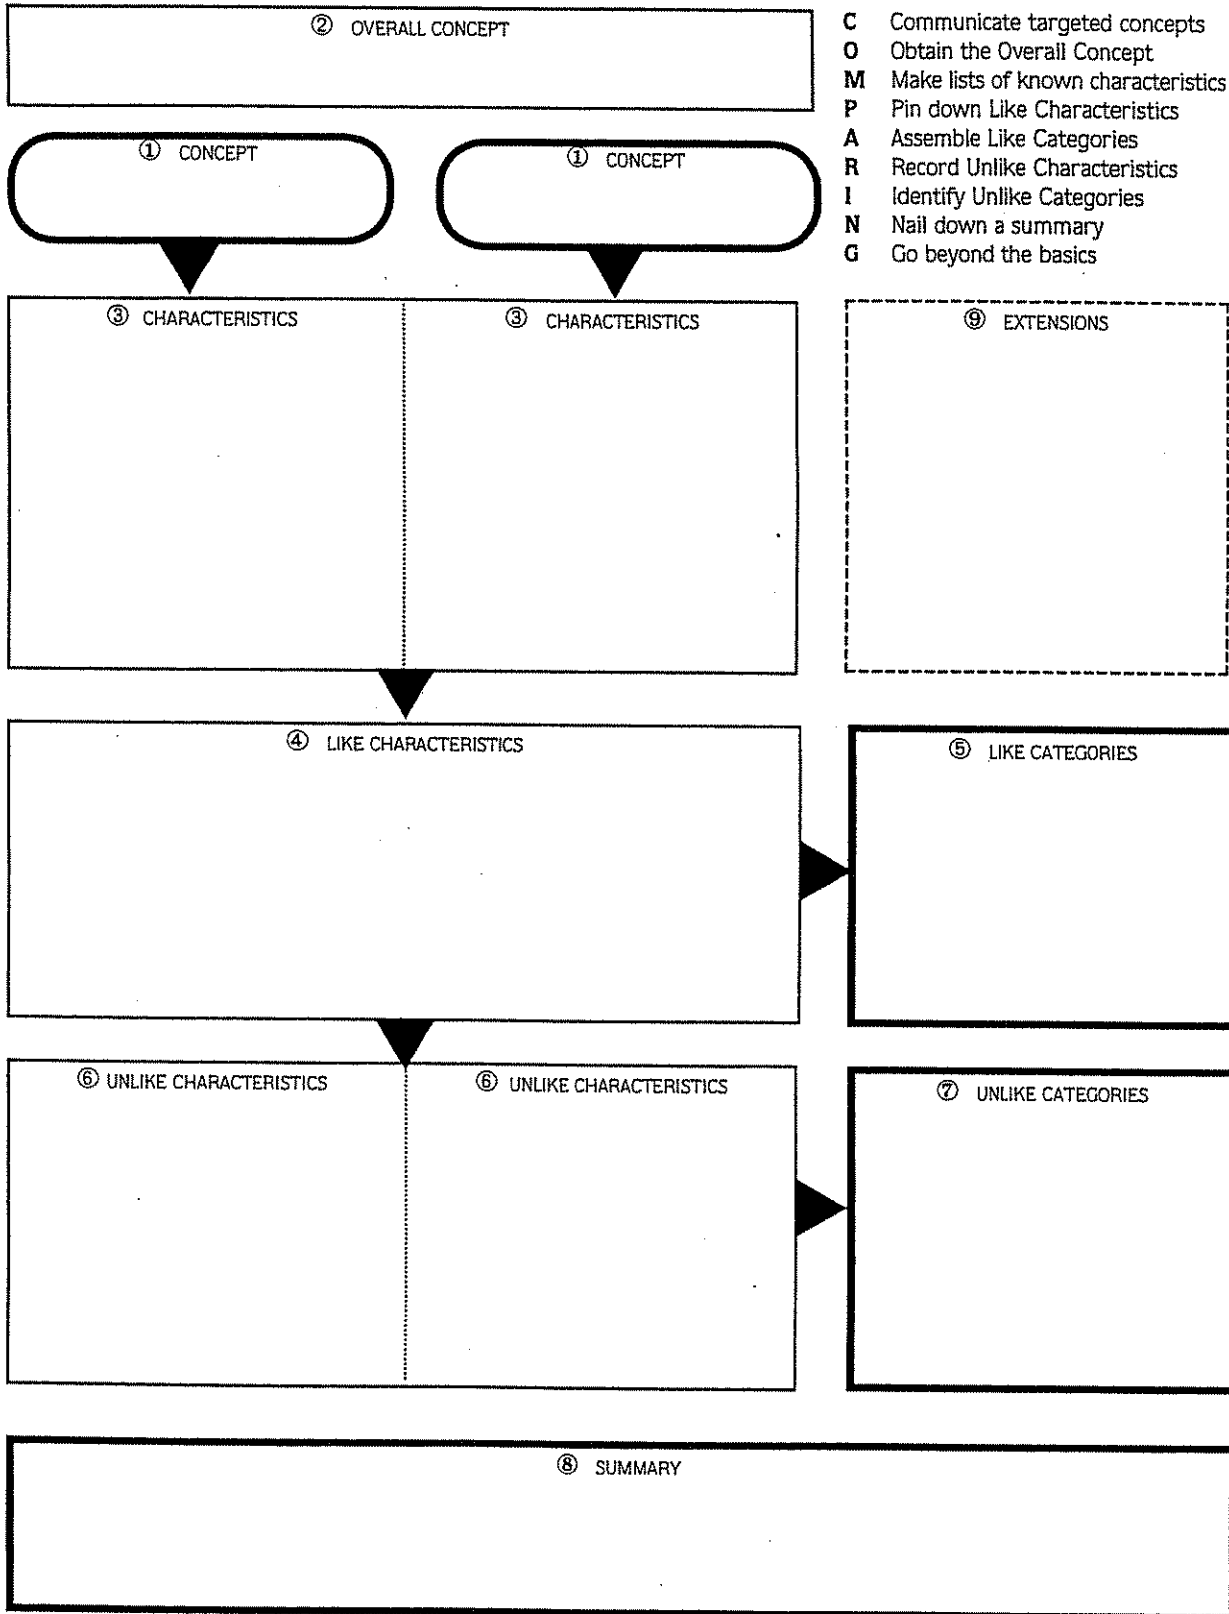 ② OVERALL CONCEPT
C Communicate targeted concepts
O Obtain the Overall Concept
M Make lists of known characteristics
P Pin down Like Characteristics
A Assemble Like Categories
R Record Unlike Characteristics
I Identify Unlike Categories
N Nail down a summary
G Go beyond the basics
① CONCEPT
① CONCEPT
③ CHARACTERISTICS
③ CHARACTERISTICS
⑨ EXTENSIONS
④ LIKE CHARACTERISTICS
⑤ LIKE CATEGORIES
⑥ UNLIKE CHARACTERISTICS
⑥ UNLIKE CHARACTERISTICS
⑦ UNLIKE CATEGORIES
⑧ SUMMARY